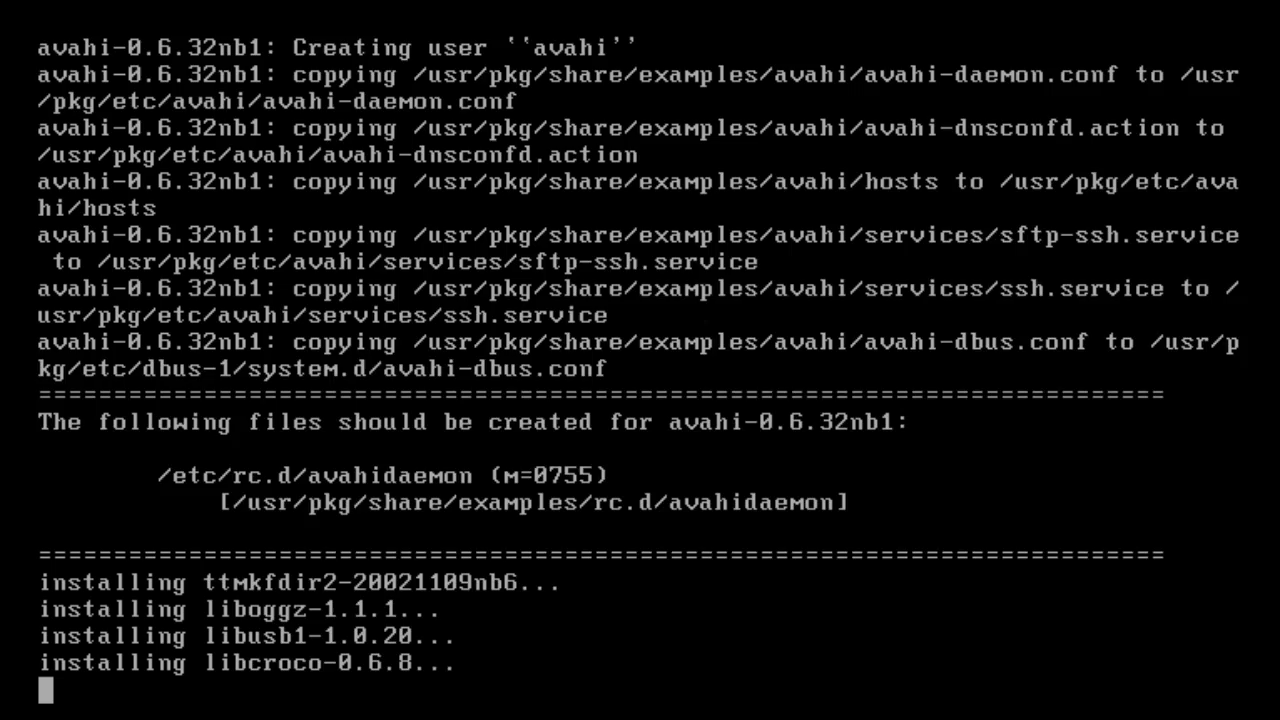 avahi-0.6.32nb1: Creating user ``avahi''
avahi-0.6.32nb1: copying /usr/pkg/share/examples/avahi/avahi-daemon.conf to /usr
/pkg/etc/avahi/avahi-daemon.conf
avahi-0.6.32nb1: copying /usr/pkg/share/examples/avahi/avahi-dnsconfd.action to
/usr/pkg/etc/avahi/avahi-dnsconfd.action
avahi-0.6.32nb1: copying /usr/pkg/share/examples/avahi/hosts to /usr/pkg/etc/ava
hi/hosts
avahi-0.6.32nb1: copying /usr/pkg/share/examples/avahi/services/sftp-ssh.service
 to /usr/pkg/etc/avahi/services/sftp-ssh.service
avahi-0.6.32nb1: copying /usr/pkg/share/examples/avahi/services/ssh.service to /
usr/pkg/etc/avahi/services/ssh.service
avahi-0.6.32nb1: copying /usr/pkg/share/examples/avahi/avahi-dbus.conf to /usr/p
kg/etc/dbus-1/system.d/avahi-dbus.conf
===========================================================================
The following files should be created for avahi-0.6.32nb1:

        /etc/rc.d/avahidaemon (m=0755)
            [/usr/pkg/share/examples/rc.d/avahidaemon]

===========================================================================
installing ttmkfdir2-20021109nb6...
installing liboggz-1.1.1...
installing libusb1-1.0.20...
installing libcroco-0.6.8...